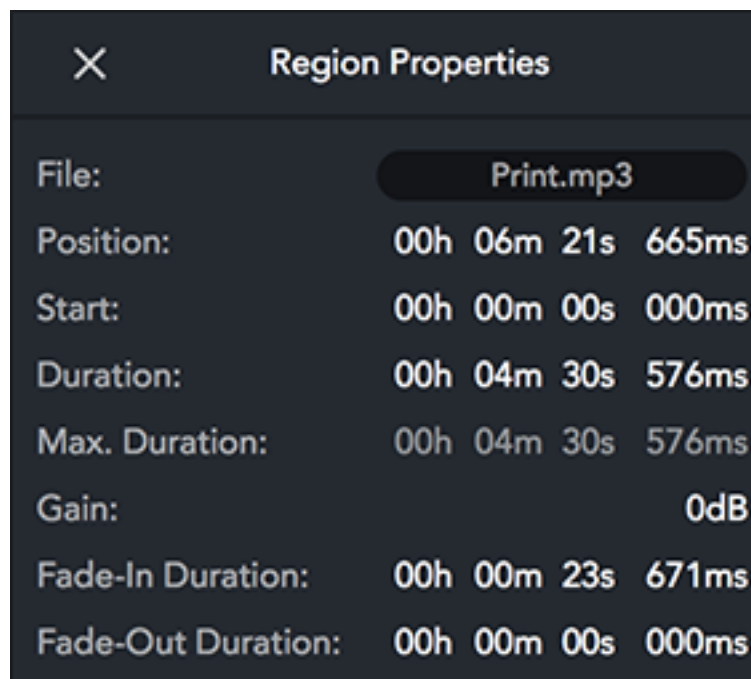 Region Properties
File: Print.mp3
Position: 00h 06m 21s 665ms
Start: 00h 00m 00s 000ms
Duration: 00h 04m 30s 576ms
Max. Duration: 00h 04m 30s 576ms
Gain: 0dB
Fade-In Duration: 00h 00m 23s 671ms
Fade-Out Duration: 00h 00m 00s 000ms